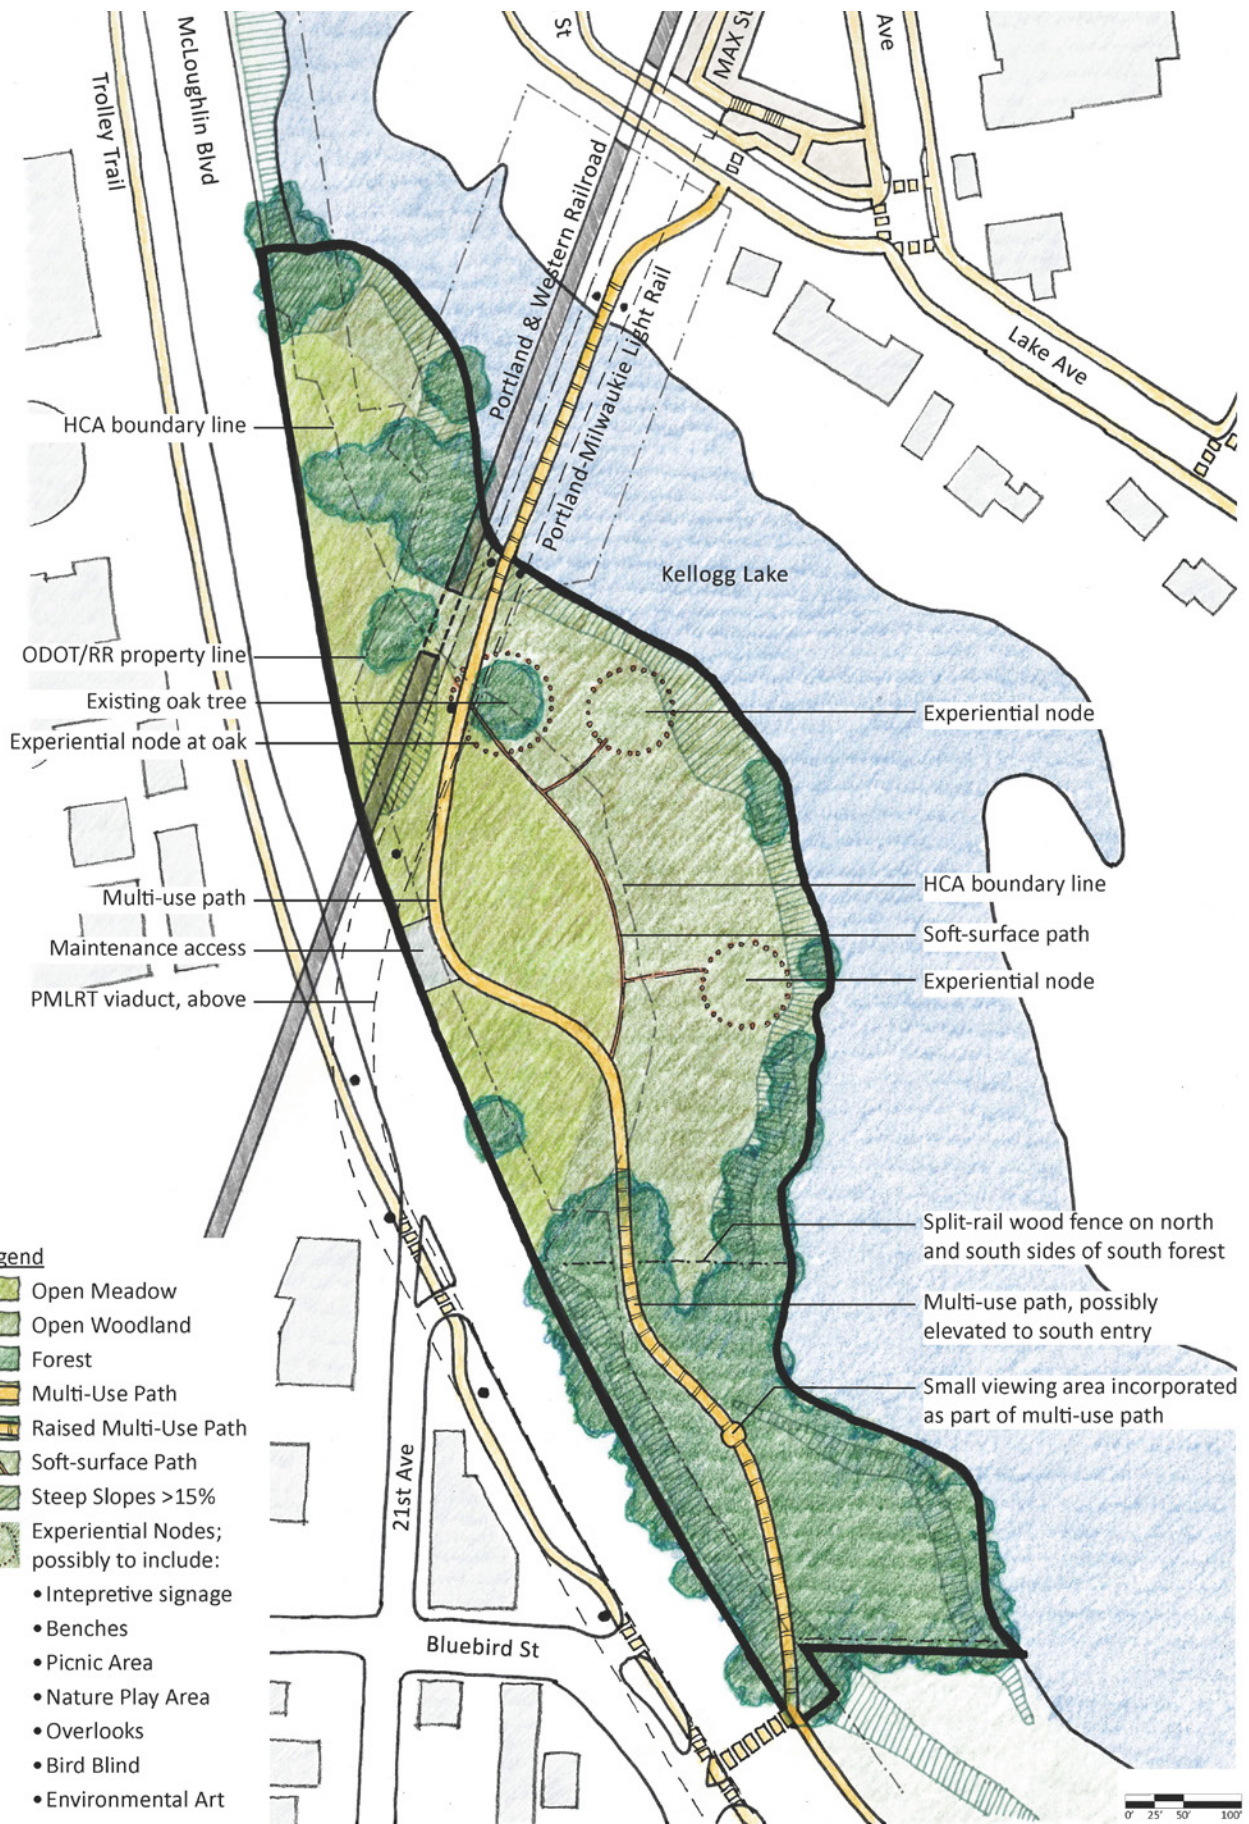 St
MAX St
Ave
McLoughlin Blvd
Trolley Trail
Portland & Western Railroad
Portland-Milwaukie Light Rail
Lake Ave
HCA boundary line
Kellogg Lake
ODOT/RR property line
Existing oak tree
Experiential node at oak
Experiential node
Multi-use path
Maintenance access
PMLRT viaduct, above
HCA boundary line
Soft-surface path
Experiential node
Split-rail wood fence on north
and south sides of south forest
Multi-use path, possibly
elevated to south entry
Small viewing area incorporated
as part of multi-use path
21st Ave
Bluebird St
gend
Open Meadow
Open Woodland
Forest
Multi-Use Path
Raised Multi-Use Path
Soft-surface Path
Steep Slopes >15%
Experiential Nodes;
possibly to include:
• Intepretive signage
• Benches
• Picnic Area
• Nature Play Area
• Overlooks
• Bird Blind
• Environmental Art
0' 25' 50' 100'